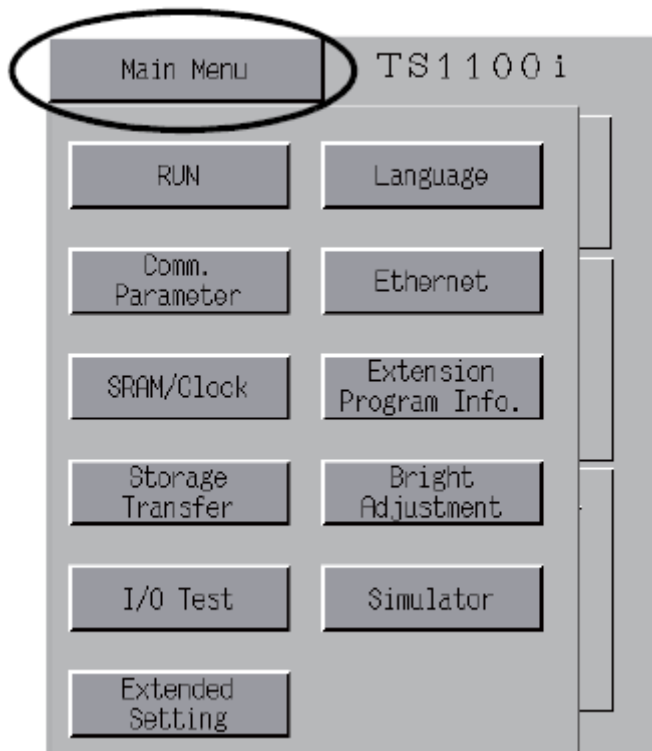 Main Menu TS1100i
RUN Language
Comm.
Parameter
Ethernet
SRAM/Clock
Extension
Program Info.
Storage
Transfer
Bright
Adjustment
I/O Test Simulator
Extended
Setting